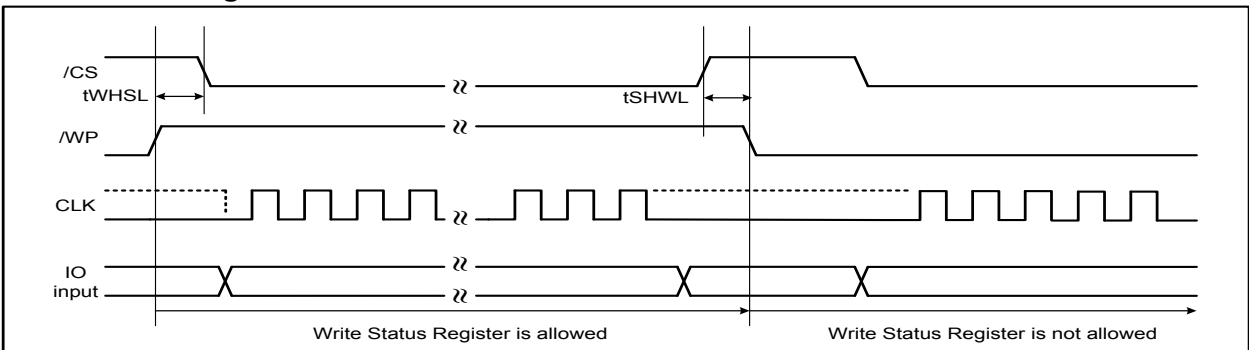 /CS
tWHSL
tSHWL
/WP
CLK
IO
input
Write Status Register is allowed
Write Status Register is not allowed